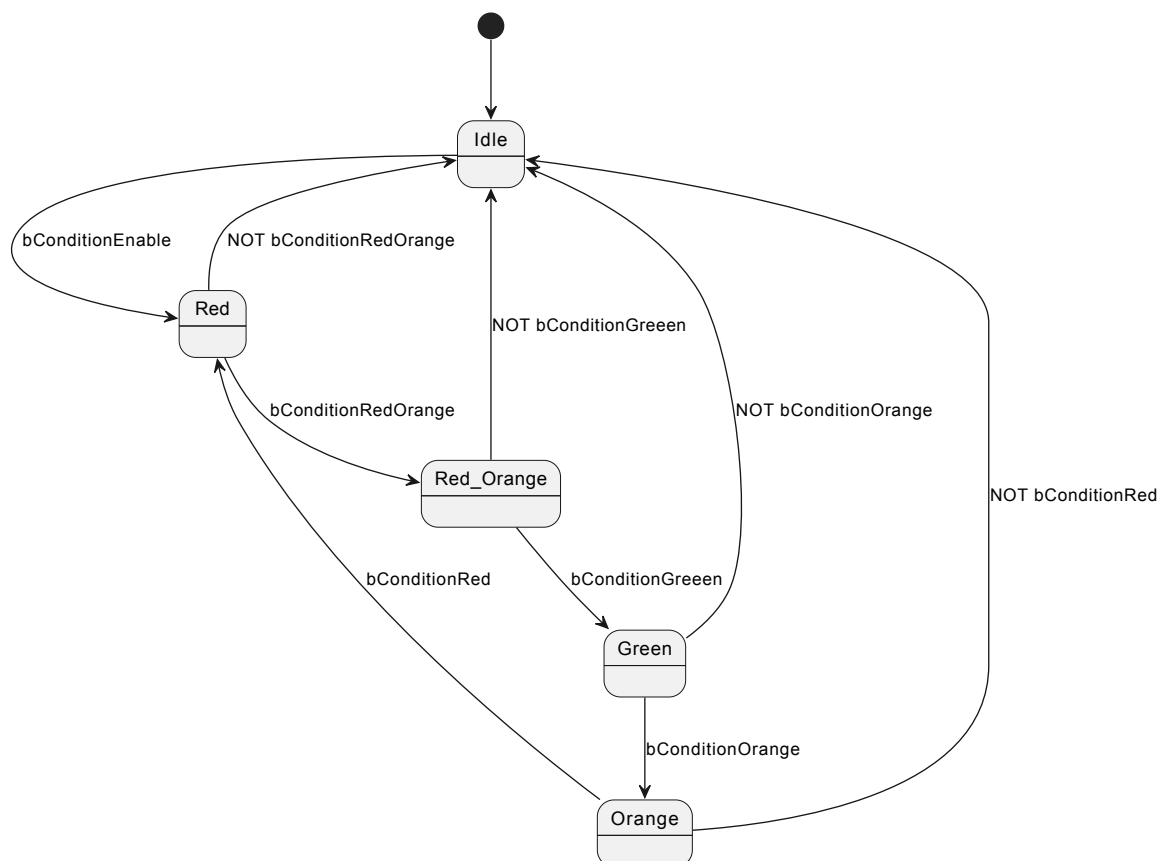 Idle
bConditionEnable
NOT bConditionRedOrange
Red
NOT bConditionGreeen
bConditionRedOrange
NOT bConditionOrange
Red_Orange
NOT bConditionRed
bConditionRed
bConditionGreeen
Green
bConditionOrange
Orange